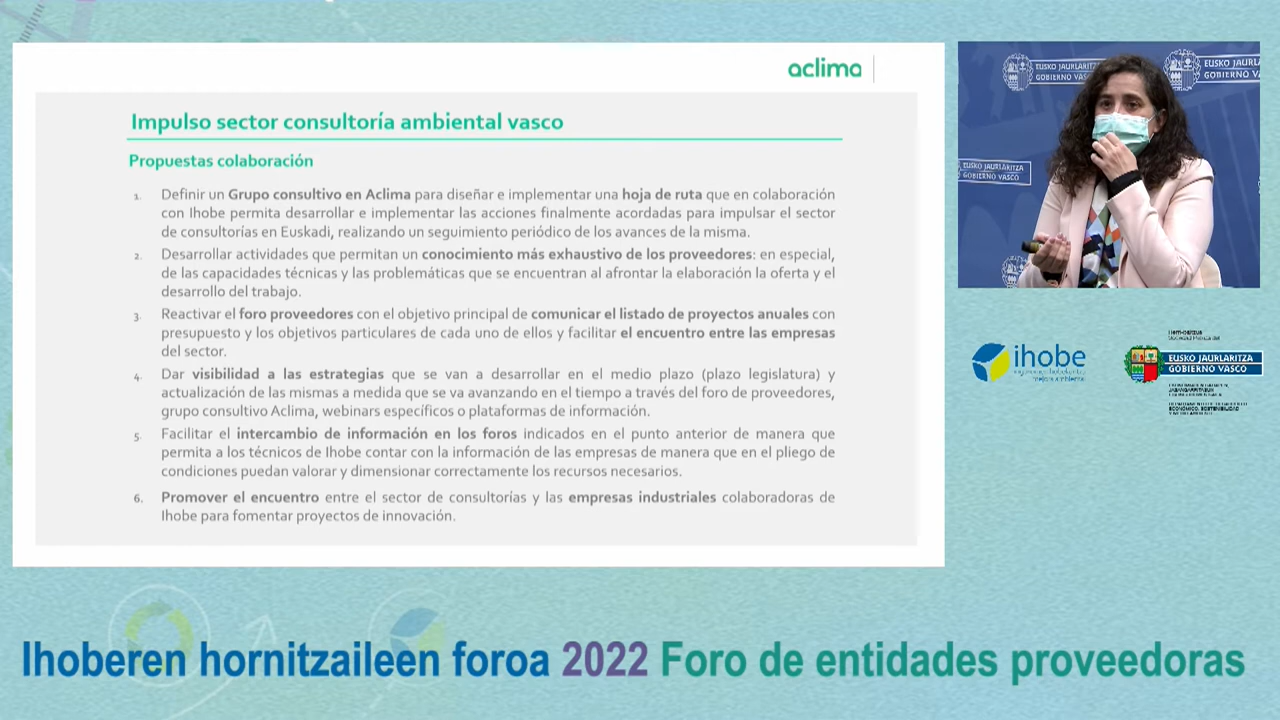 aclima
Impulso sector consultoría ambiental vasco
Propuestas colaboración
1. Definir un Grupo consultivo en Aclima para diseñar e implementar una hoja de ruta que en colaboración
con Ihobe permita desarrollar e implementar las acciones finalmente acordadas para impulsar el sector
de consultorías en Euskadi, realizando un seguimiento periódico de los avances de la misma.
2. Desarrollar actividades que permitan un conocimiento más exhaustivo de los proveedores: en especial,
de las capacidades técnicas y las problemáticas que se encuentran al afrontar la elaboración la oferta y el
desarrollo del trabajo.
3. Reactivar el foro proveedores con el objetivo principal de comunicar el listado de proyectos anuales con
presupuesto y los objetivos particulares de cada uno de ellos y facilitar el encuentro entre las empresas
del sector.
4. Dar visibilidad a las estrategias que se van a desarrollar en el medio plazo (plazo legislatura) y
actualización de las mismas a medida que se va avanzando en el tiempo a través del foro de proveedores,
grupo consultivo Aclima, webinars específicos o plataformas de información.
5. Facilitar el intercambio de información en los foros indicados en el punto anterior de manera que
permita a los técnicos de Ihobe contar con la información de las empresas de manera que en el pliego de
condiciones puedan valorar y dimensionar correctamente los recursos necesarios.
6. Promover el encuentro entre el sector de consultorías y las empresas industriales colaboradoras de
Ihobe para fomentar proyectos de innovación.
EUSKO JAURLARITZA
GOBIERNO VASCO
EUSKO JAURLARITZA
GOBIERNO VASCO
EUSKO JAURLARITZA
GOBIERNO VASCO
ihobe
EUSKO JAURLARITZA
GOBIERNO VASCO
Ihoberen hornitzaileen foroa 2022 Foro de entidades proveedoras